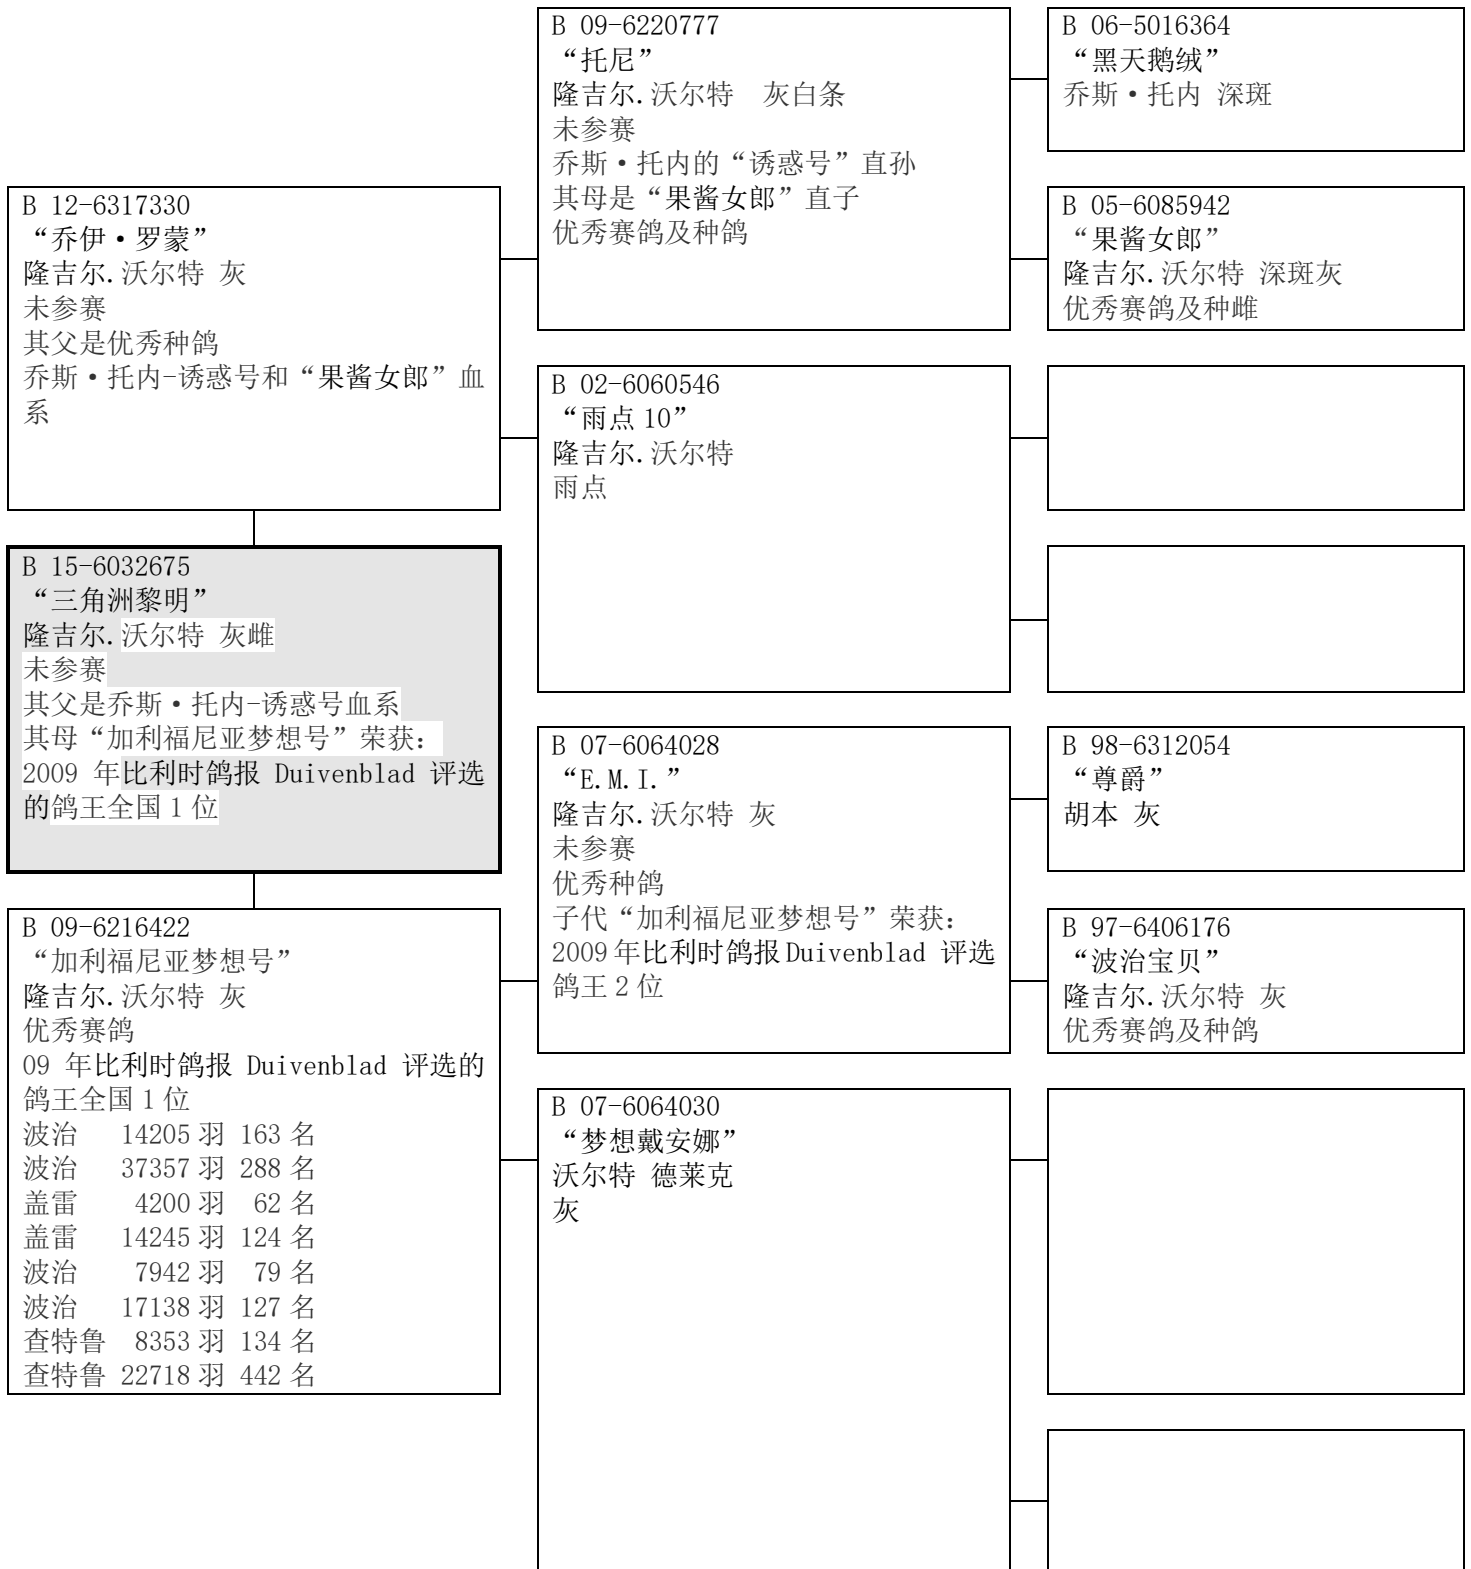 B 12-6317330
“乔伊•罗蒙”
隆吉尔.沃尔特 灰
未参赛
其父是优秀种鸽
乔斯•托内-诱惑号和“果酱女郎”血
系
B 15-6032675
“三角洲黎明”
隆吉尔.沃尔特 灰雌
未参赛
其父是乔斯•托内-诱惑号血系
其母“加利福尼亚梦想号”荣获：
2009 年比利时鸽报 Duivenblad 评选
的鸽王全国 1 位
B 09-6216422
“加利福尼亚梦想号”
隆吉尔.沃尔特 灰
优秀赛鸽
09 年比利时鸽报 Duivenblad 评选的
鸽王全国 1 位
波治 14205 羽 163 名
波治 37357 羽 288 名
盖雷 4200 羽 62 名
盖雷 14245 羽 124 名
波治 7942 羽 79 名
波治 17138 羽 127 名
查特鲁 8353 羽 134 名
查特鲁 22718 羽 442 名
B 09-6220777
“托尼”
隆吉尔.沃尔特 灰白条
未参赛
乔斯•托内的“诱惑号”直孙
其母是“果酱女郎”直子
优秀赛鸽及种鸽
B 02-6060546
“雨点 10”
隆吉尔.沃尔特
雨点
B 07-6064028
“E.M.I.”
隆吉尔.沃尔特 灰
未参赛
优秀种鸽
子代“加利福尼亚梦想号”荣获：
2009 年比利时鸽报 Duivenblad 评选
鸽王 2 位
B 07-6064030
“梦想戴安娜”
沃尔特 德莱克
灰
B 06-5016364
“黑天鹅绒”
乔斯•托内 深斑
B 05-6085942
“果酱女郎”
隆吉尔.沃尔特 深斑灰
优秀赛鸽及种雌
B 98-6312054
“尊爵”
胡本 灰
B 97-6406176
“波治宝贝”
隆吉尔.沃尔特 灰
优秀赛鸽及种鸽